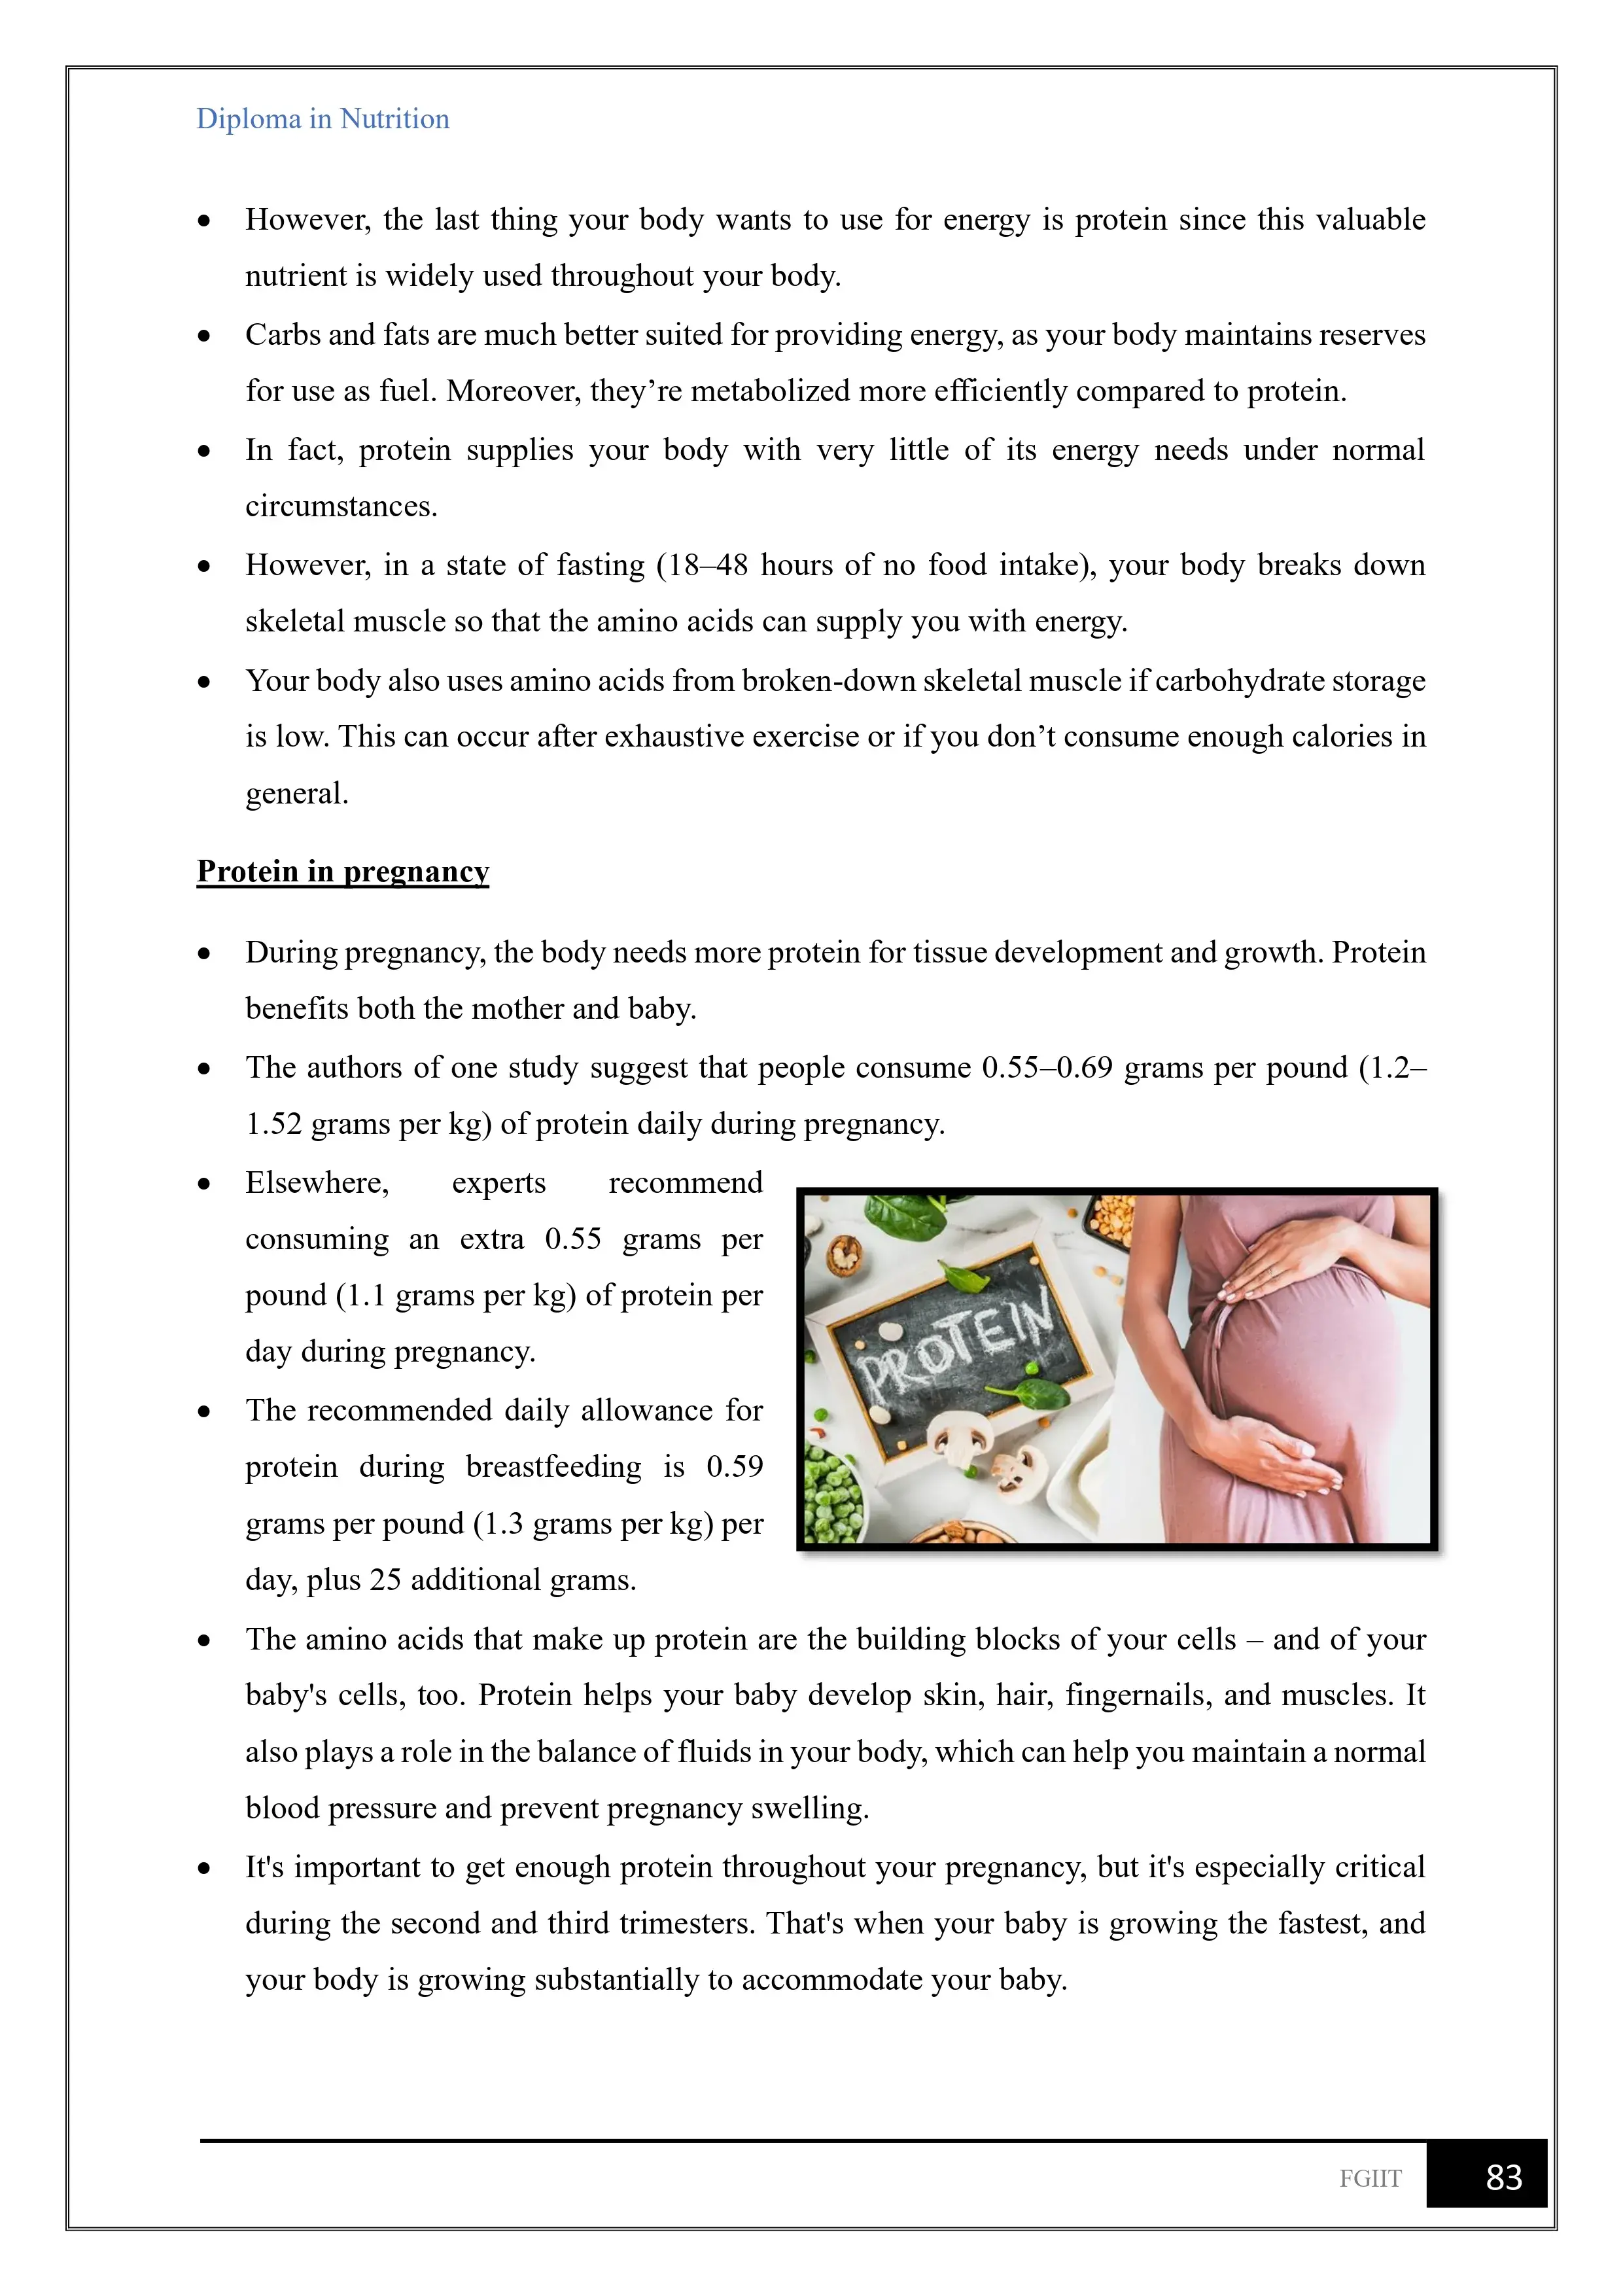 Diploma in Nutrition
• However, the last thing your body wants to use for energy is protein since this valuable
nutrient is widely used throughout your body.
• Carbs and fats are much better suited for providing energy, as your body maintains reserves
for use as fuel. Moreover, they’re metabolized more efficiently compared to protein.
• In fact, protein supplies your body with very little of its energy needs under normal
circumstances.
• However, in a state of fasting (18–48 hours of no food intake), your body breaks down
skeletal muscle so that the amino acids can supply you with energy.
• Your body also uses amino acids from broken-down skeletal muscle if carbohydrate storage
is low. This can occur after exhaustive exercise or if you don’t consume enough calories in
general.
Protein in pregnancy
• During pregnancy, the body needs more protein for tissue development and growth. Protein
benefits both the mother and baby.
• The authors of one study suggest that people consume 0.55–0.69 grams per pound (1.2–
1.52 grams per kg) of protein daily during pregnancy.
• Elsewhere, experts recommend
consuming an extra 0.55 grams per
pound (1.1 grams per kg) of protein per
day during pregnancy.
• The recommended daily allowance for
protein during breastfeeding is 0.59
grams per pound (1.3 grams per kg) per
day, plus 25 additional grams.
PROTEIN
• The amino acids that make up protein are the building blocks of your cells – and of your
baby's cells, too. Protein helps your baby develop skin, hair, fingernails, and muscles. It
also plays a role in the balance of fluids in your body, which can help you maintain a normal
blood pressure and prevent pregnancy swelling.
• It's important to get enough protein throughout your pregnancy, but it's especially critical
during the second and third trimesters. That's when your baby is growing the fastest, and
your body is growing substantially to accommodate your baby.
FGIIT 83